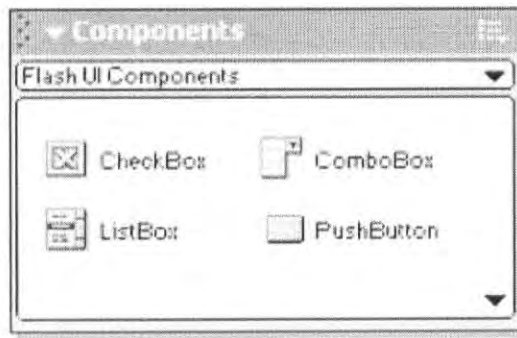 Components
Flash UI Components
CheckBox ComboBox
ListBox PushButton